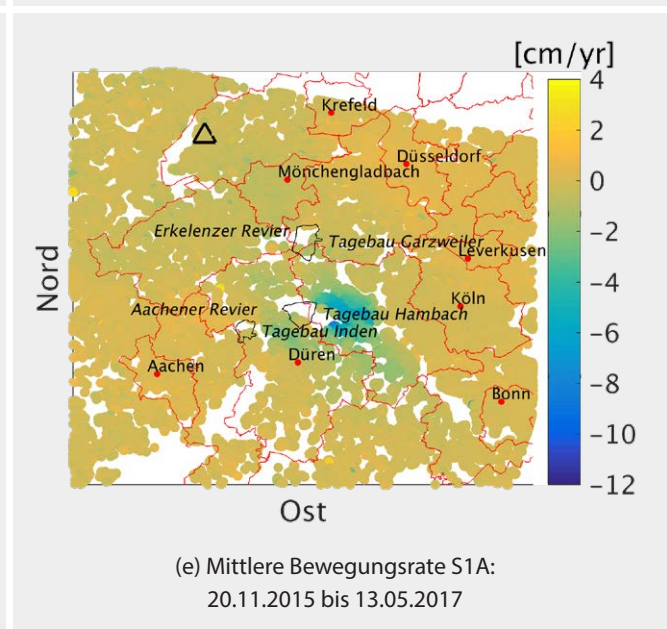 [cm/yr]
4
2
0
−2
−4
−6
−8
−10
−12
Krefeld
Düsseldorf
Mönchengladbach
Erkelenzer Revier
Tagebau Garzweiler
Leverkusen
Köln
Aachener Revier
Tagebau Hambach
Tagebau Inden
Düren
Aachen
Bonn
Nord
Ost
(e) Mittlere Bewegungsrate S1A:
20.11.2015 bis 13.05.2017